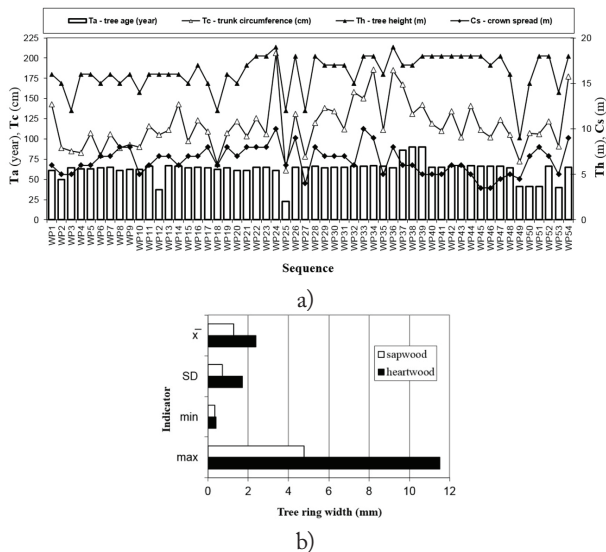 Ta - tree age (year) Tc - trunk circumference (cm) Th - tree height (m) Cs - crown spread (m)
Ta (year), Tc (cm)
225
200
175
150
125
100
75
50
25
0
20
15
10
5
0
Th (m), Cs (m)
WP1 WP2 WP3 WP4 WP5 WP6 WP7 WP8 WP9 WP10 WP11 WP12 WP13 WP14 WP15 WP16 WP17 WP18 WP19 WP20 WP21 WP22 WP23 WP24 WP25 WP26 WP27 WP28 WP29 WP30 WP31 WP32 WP33 WP34 WP35 WP36 WP37 WP38 WP39 WP40 WP41 WP42 WP43 WP44 WP45 WP46 WP47 WP48 WP49 WP50 WP51 WP52 WP53 WP54
Sequence
a)
Indicator
x̄
SD
min
max
sapwood
heartwood
0 2 4 6 8 10 12
Tree ring width (mm)
b)